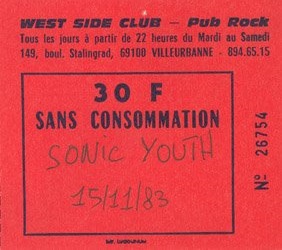 WEST SIDE CLUB — Pub Rock
Tous les jours à partir de 22 heures du Mardi au Samedi
149, boul. Stalingrad, 69100 VILLEURBANNE - 894.65.15
30 F
SANS CONSOMMATION
SONIC YOUTH
15/11/83
Nº 26754